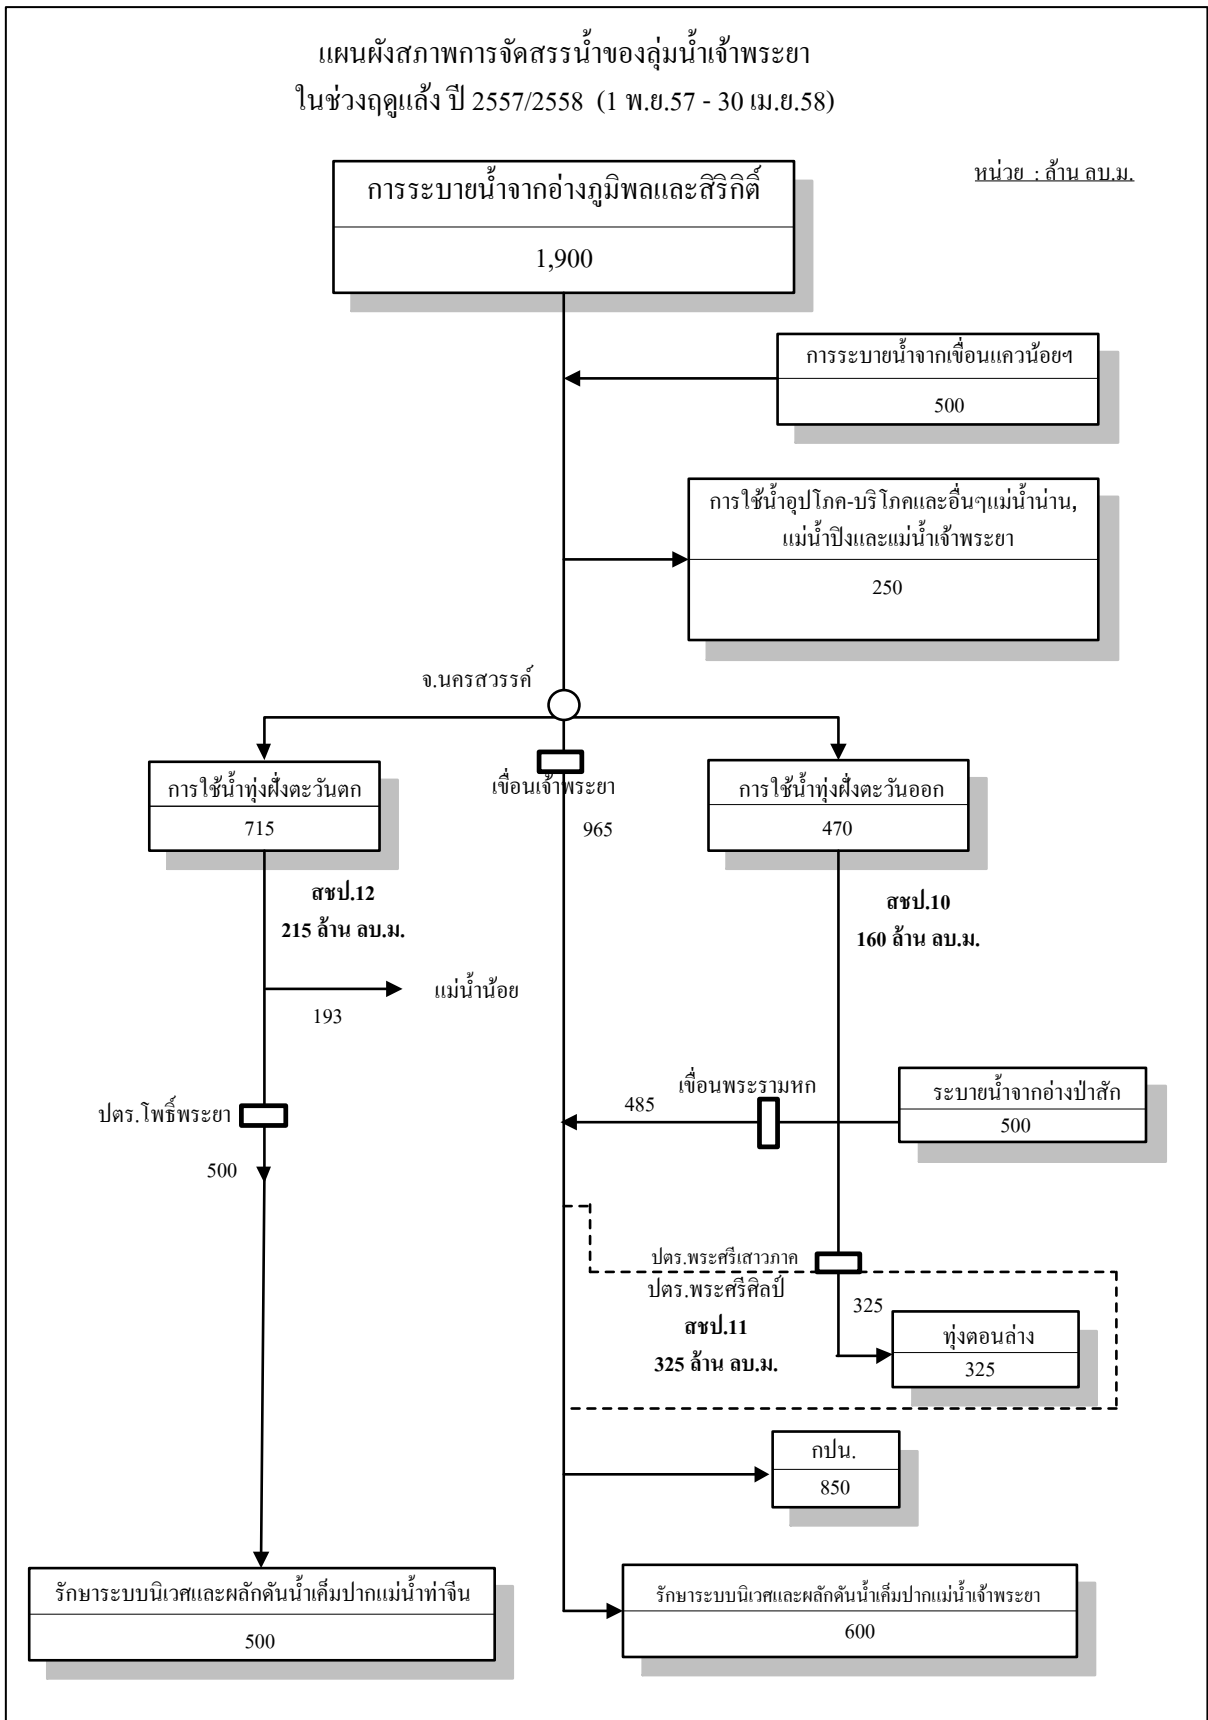 แผนผังสภาพการจัดสรรน้ำของลุ่มน้ำเจ้าพระยา
ในช่วงฤดูแล้ง ปี 2557/2558 (1 พ.ย.57 - 30 เม.ย.58)
หน่วย : ล้าน ลบ.ม.
การระบายน้ำจากอ่างภูมิพลและสิริกิติ์
1,900
การระบายน้ำจากเขื่อนแควน้อยฯ
500
การใช้น้ำอุปโภค-บริโภคและอื่นๆแม่น้ำน่าน,
แม่น้ำปิงและแม่น้ำเจ้าพระยา
250
จ.นครสวรรค์
การใช้น้ำทุ่งฝั่งตะวันตก
715
เขื่อนเจ้าพระยา
965
การใช้น้ำทุ่งฝั่งตะวันออก
470
สชป.12
215 ล้าน ลบ.ม.
สชป.10
160 ล้าน ลบ.ม.
แม่น้ำน้อย
193
เขื่อนพระรามหก
485
ระบายน้ำจากอ่างป่าสัก
500
ปตร.โพธิ์พระยา
500
ปตร.พระศรีเสาวภาค
ปตร.พระศรีศิลป์
สชป.11
325 ล้าน ลบ.ม.
325
ทุ่งตอนล่าง
325
กปน.
850
รักษาระบบนิเวศและผลักดันน้ำเค็มปากแม่น้ำท่าจีน
500
รักษาระบบนิเวศและผลักดันน้ำเค็มปากแม่น้ำเจ้าพระยา
600